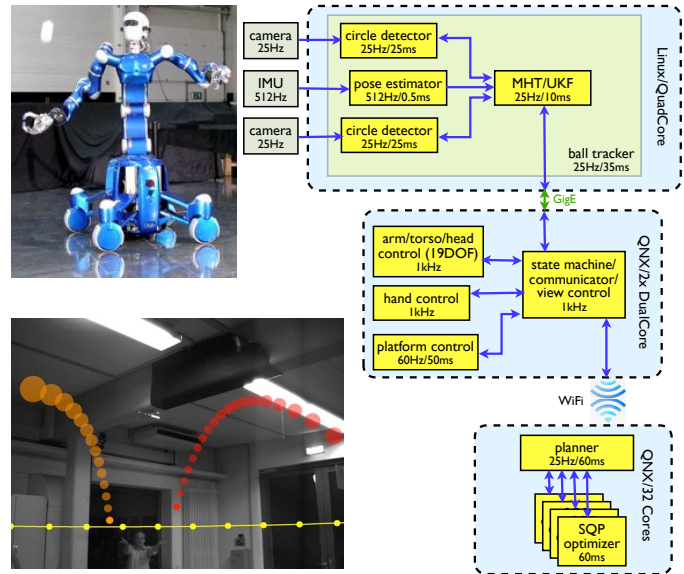 camera
25Hz
circle detector
25Hz/25ms
IMU
512Hz
pose estimator
512Hz/0.5ms
MHT/UKF
25Hz/10ms
camera
25Hz
circle detector
25Hz/25ms
ball tracker
25Hz/35ms
Linux/QuadCore
GigE
arm/torso/head
control (19DOF)
1kHz
state machine/
communicator/
view control
1kHz
hand control
1kHz
platform control
60Hz/50ms
QNX/2x DualCore
WiFi
planner
25Hz/60ms
SQP
optimizer
60ms
QNX/32 Cores